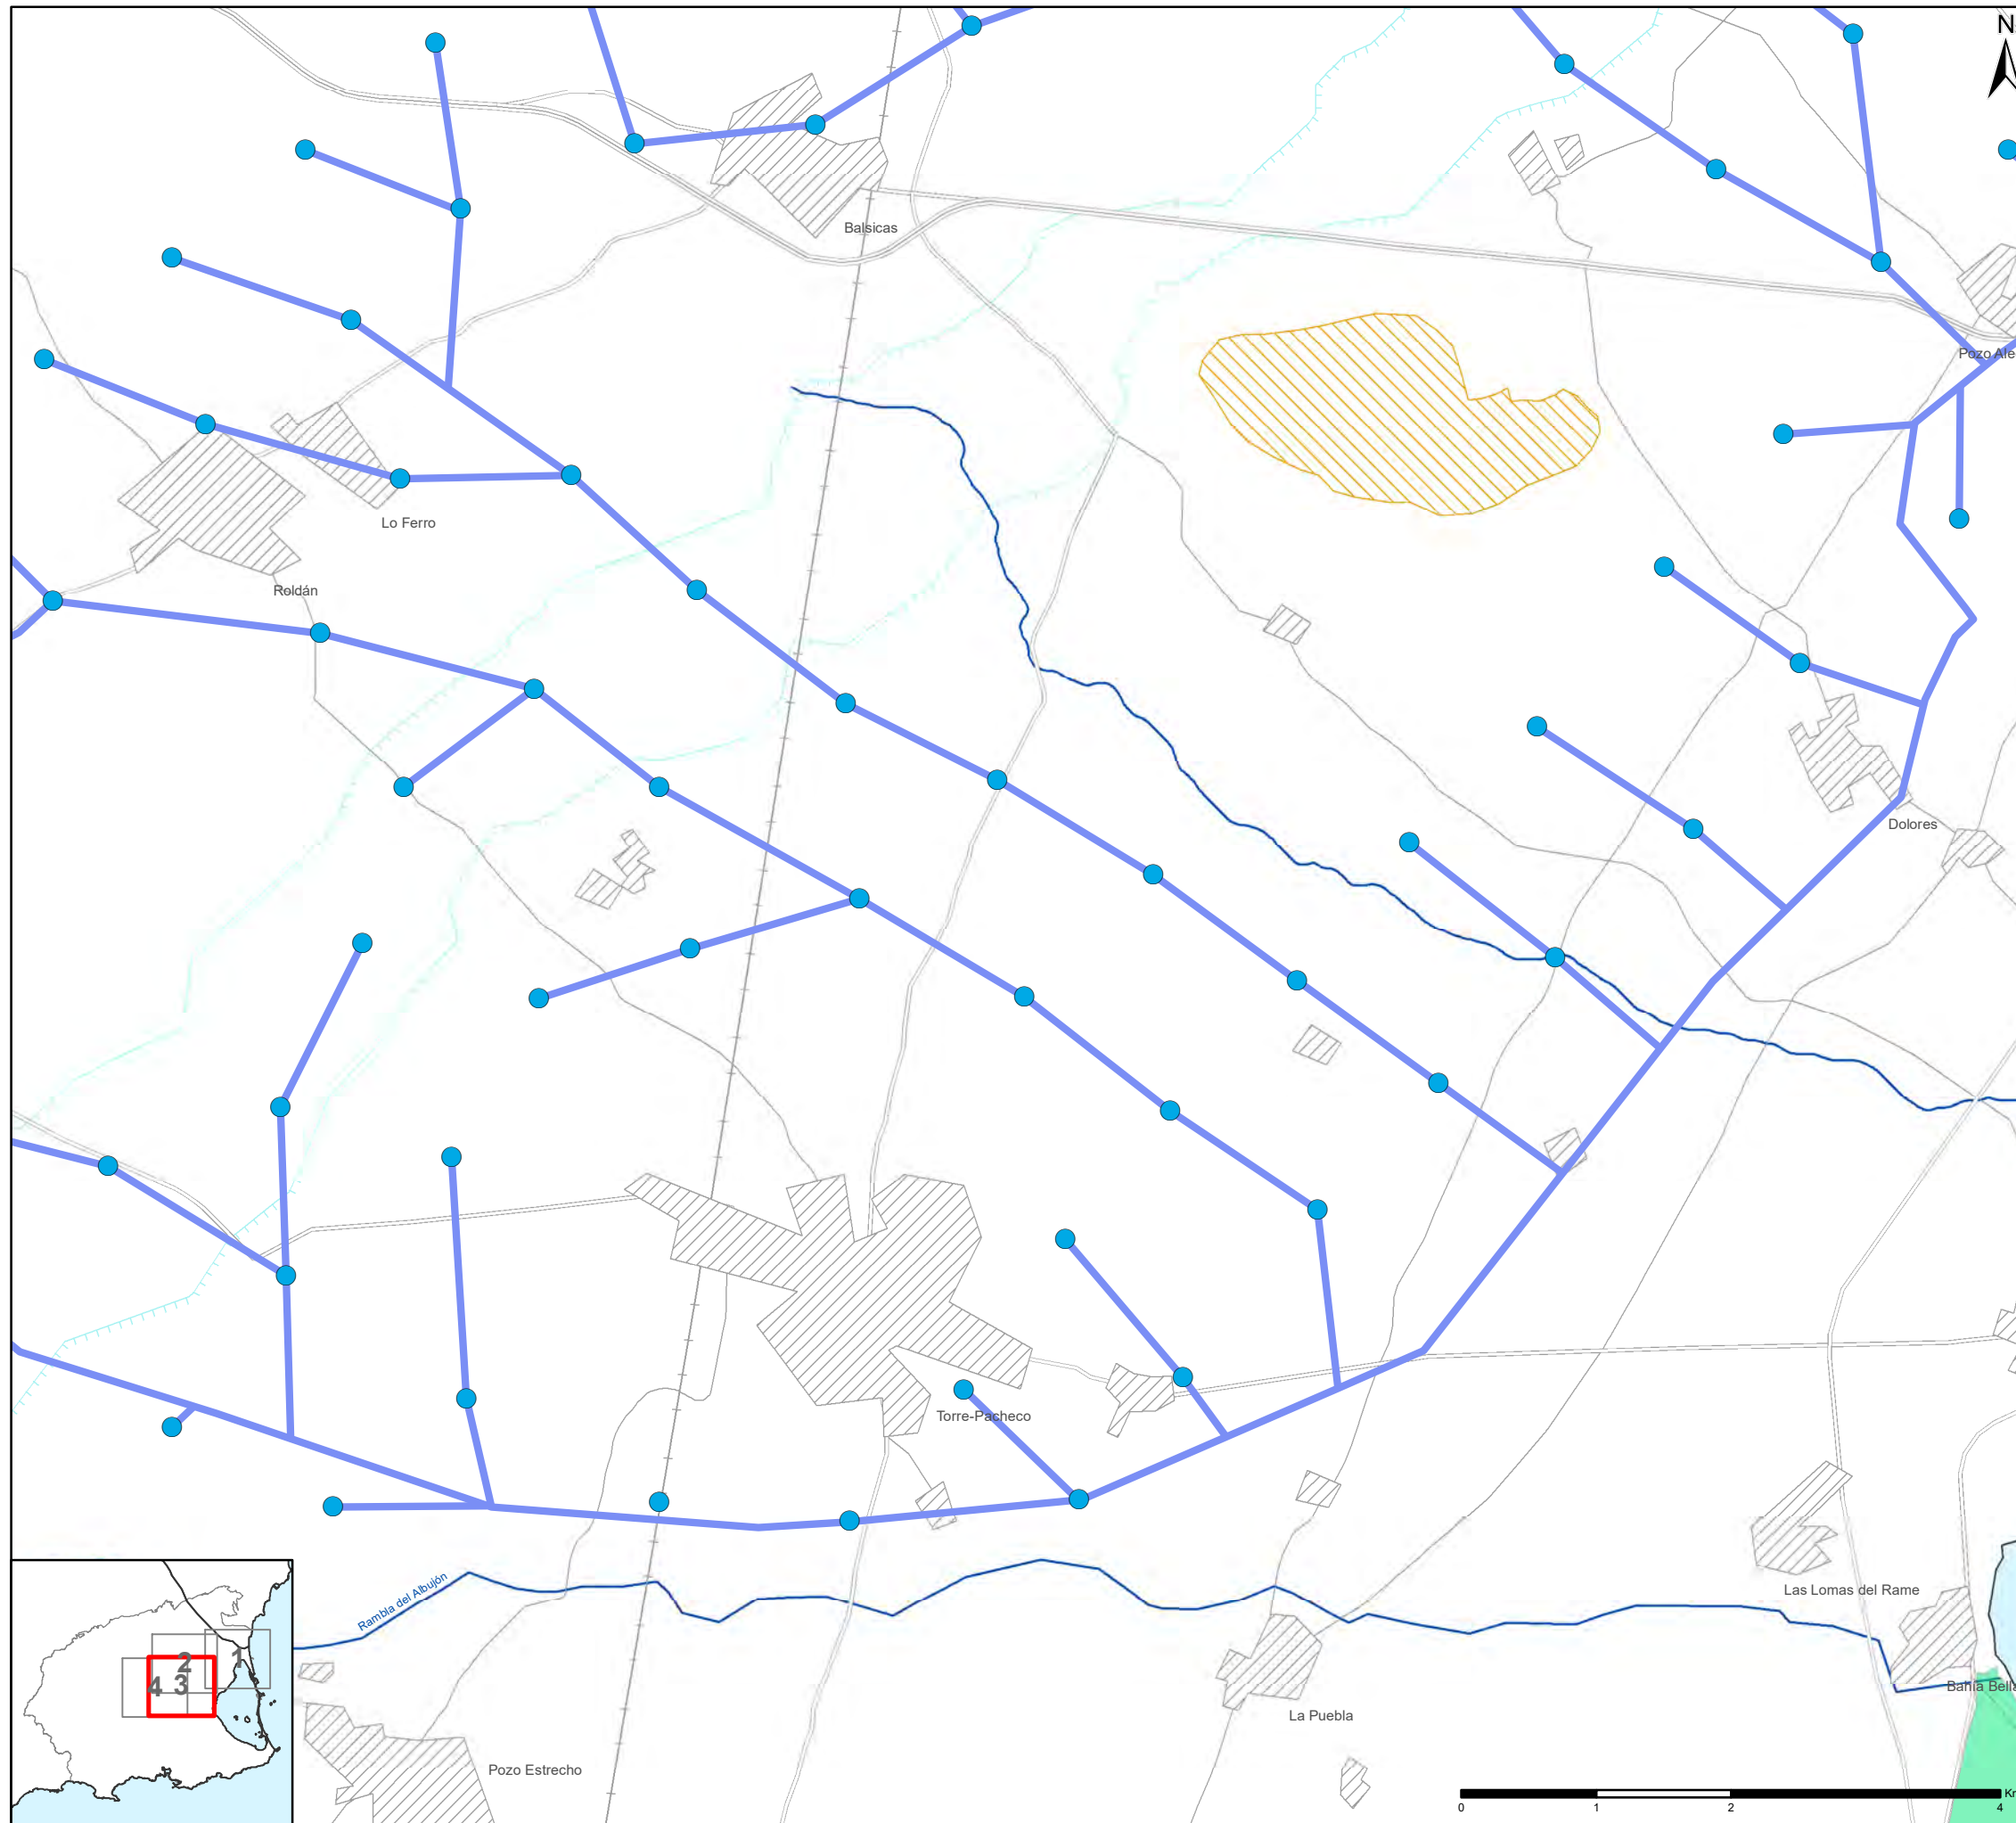 N
Balsicas
Lo Ferro
Roldán
Dolores
Torre-Pacheco
Rambla del Albujón
Las Lomas del Rame
La Puebla
Pozo Estrecho
Pozo Ale
Bahía Bella
1
2
3
4
0
1
2
4